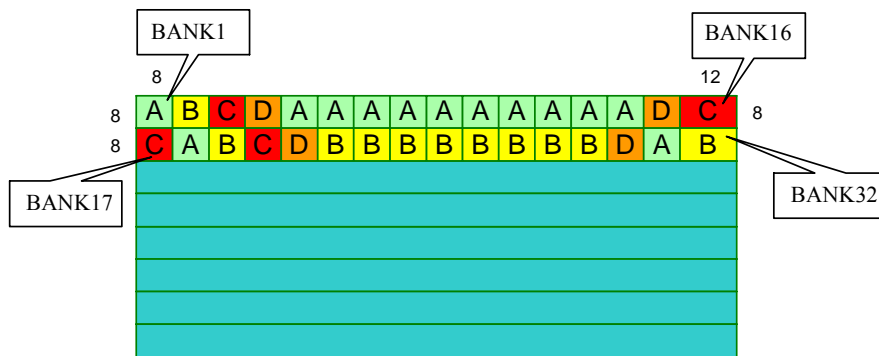 BANK1
BANK16
8
12
8 A B C D A A A A A A A A A A D C 8
8 C A B C D B B B B B B B B D A B
BANK17
BANK32